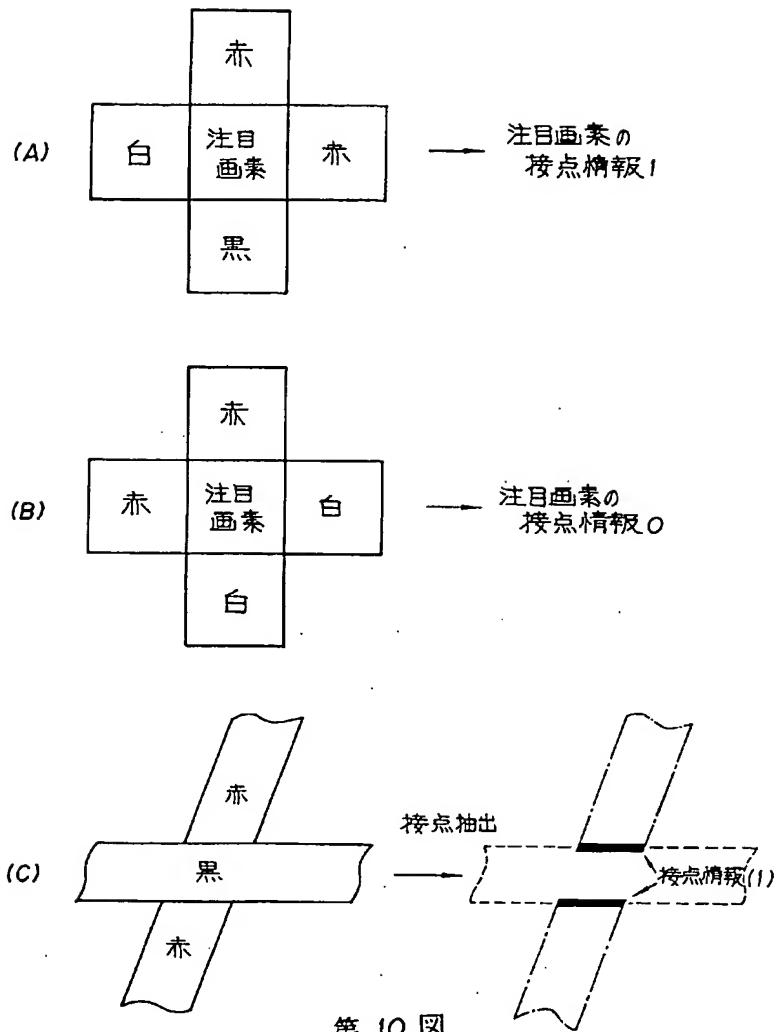 (A)
赤
白
注目
画素
赤
黒
注目画素の
接点情報1
(B)
赤
赤
注目
画素
白
白
注目画素の
接点情報0
(C)
赤
黒
赤
接点抽出
接点情報(1)
第10図